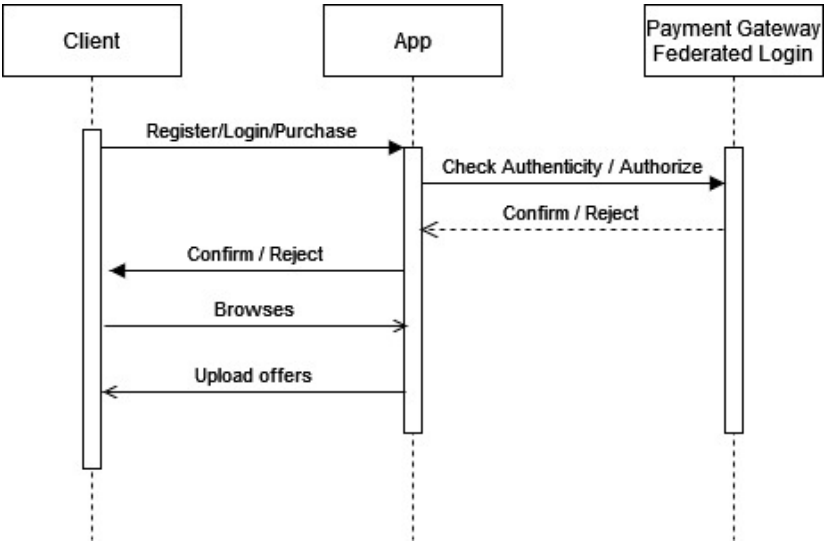 Client
App
Payment Gateway
Federated Login
Register/Login/Purchase
Check Authenticity / Authorize
Confirm / Reject
Confirm / Reject
Browses
Upload offers